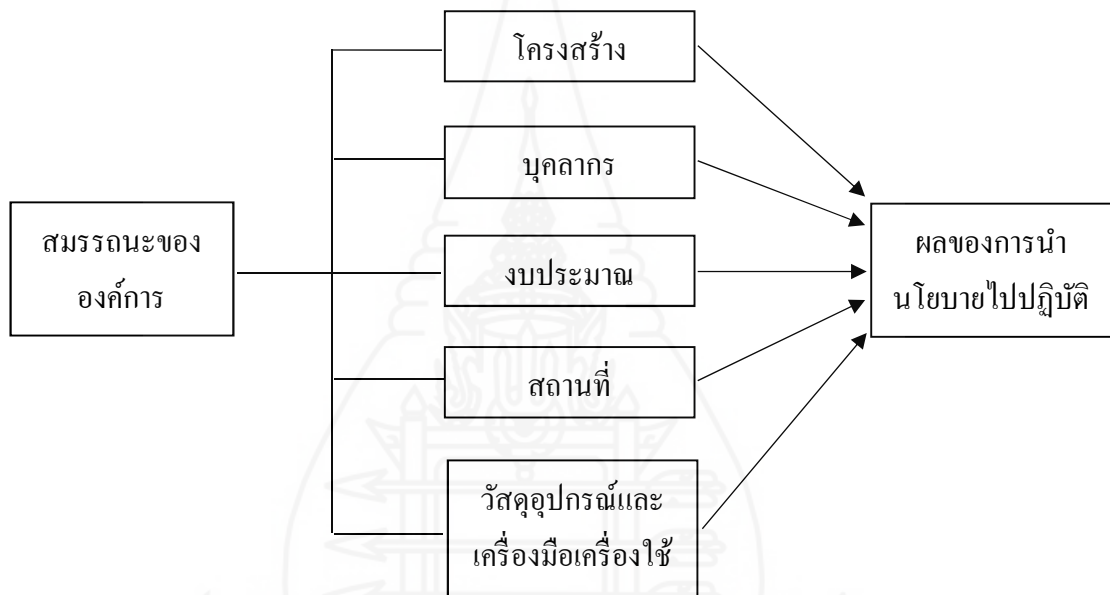 โครงสร้าง
บุคลากร
สมรรถนะของ
องค์การ
งบประมาณ
ผลของการนำ
นโยบายไปปฏิบัติ
สถานที่
วัสดุอุปกรณ์และ
เครื่องมือเครื่องใช้